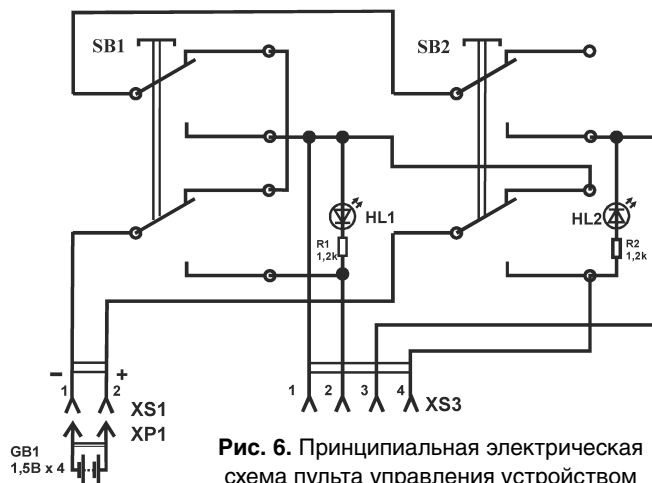 SB1
SB2
HL1
R1
1,2k
HL2
R2
1,2k
− +
1 2
XS1
1 2 3 4
XS3
XP1
GB1
1,5В x 4
Рис. 6. Принципиальная электрическая
схема пульта управления устройством